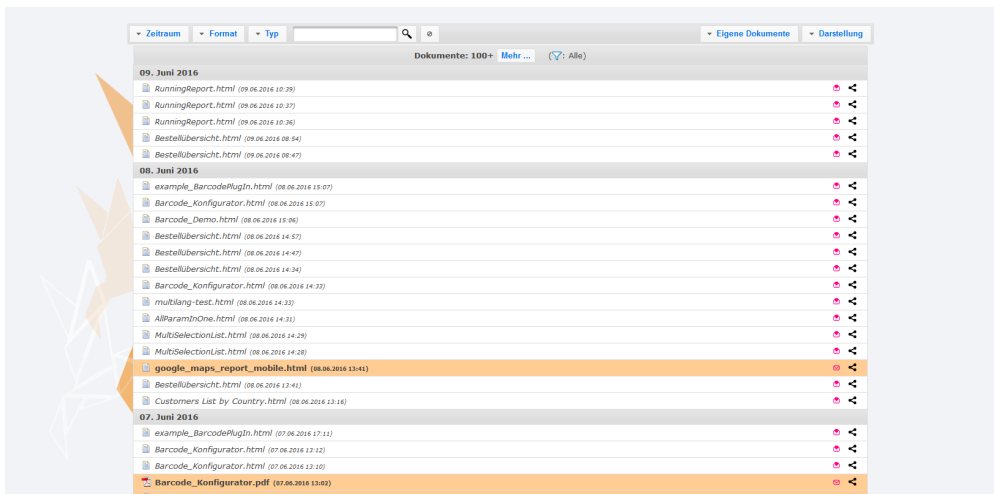 Zeitraum Format Typ Eigene Dokumente Darstellung
Dokumente: 100+ Mehr ... ( : Alle)
09. Juni 2016
RunningReport.html (09.06.2016 10:39)
RunningReport.html (09.06.2016 10:37)
RunningReport.html (09.06.2016 10:36)
Bestellübersicht.html (09.06.2016 08:54)
Bestellübersicht.html (09.06.2016 08:47)
08. Juni 2016
example_BarcodePlugIn.html (08.06.2016 15:07)
Barcode_Konfigurator.html (08.06.2016 15:07)
Barcode_Demo.html (08.06.2016 15:06)
Bestellübersicht.html (08.06.2016 14:57)
Bestellübersicht.html (08.06.2016 14:47)
Bestellübersicht.html (08.06.2016 14:34)
Barcode_Konfigurator.html (08.06.2016 14:33)
multilang-test.html (08.06.2016 14:33)
AllParamInOne.html (08.06.2016 14:31)
MultiSelectionList.html (08.06.2016 14:29)
MultiSelectionList.html (08.06.2016 14:28)
google_maps_report_mobile.html (08.06.2016 13:41)
Bestellübersicht.html (08.06.2016 13:41)
Customers List by Country.html (08.06.2016 13:16)
07. Juni 2016
example_BarcodePlugIn.html (07.06.2016 17:11)
Barcode_Konfigurator.html (07.06.2016 13:12)
Barcode_Konfigurator.html (07.06.2016 13:10)
Barcode_Konfigurator.pdf (07.06.2016 13:02)